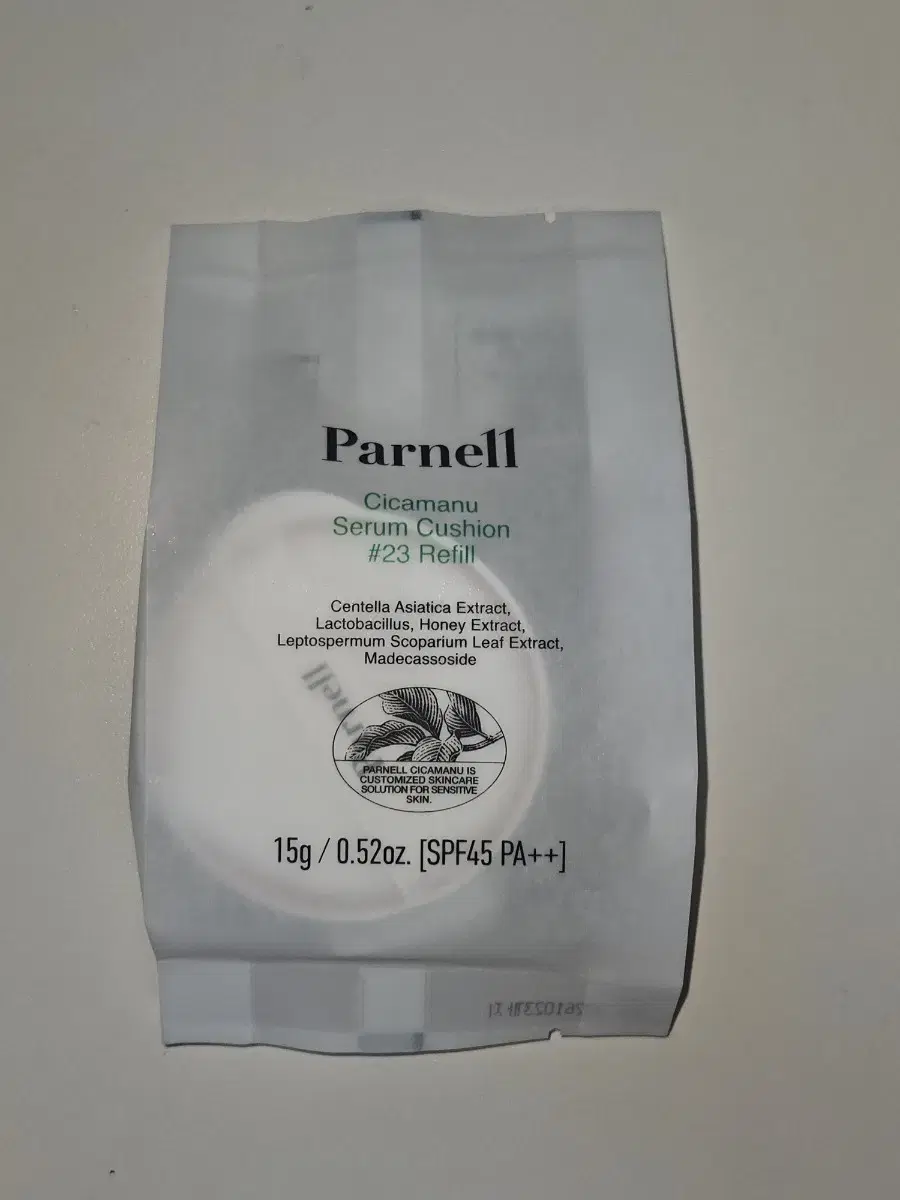 Parnell
Cicamanu
Serum Cushion
#23 Refill
Centella Asiatica Extract,
Lactobacillus, Honey Extract,
Leptospermum Scoparium Leaf Extract,
Madecassoside
Parnell
PARNELL CICAMANU IS
CUSTOMIZED SKINCARE
SOLUTION FOR SENSITIVE
SKIN.
15g / 0.52oz. [SPF45 PA++]